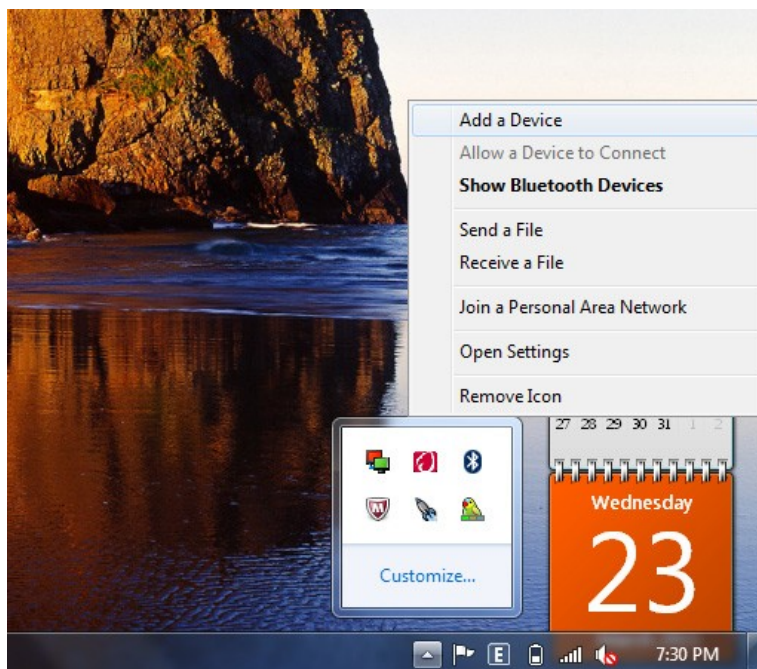 Add a Device
Allow a Device to Connect
Show Bluetooth Devices
Send a File
Receive a File
Join a Personal Area Network
Open Settings
Remove Icon
27 28 29 30 31 1 2
Wednesday
23
Customize...
E
7:30 PM